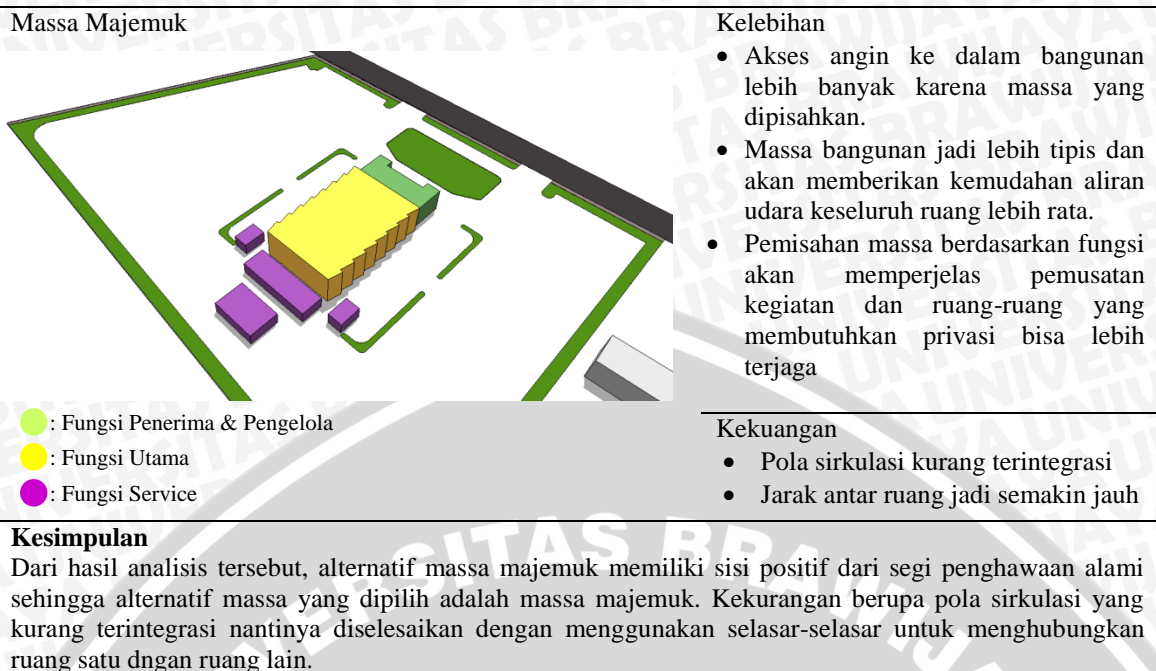 Massa Majemuk
: Fungsi Penerima & Pengelola
: Fungsi Utama
: Fungsi Service
Kelebihan
• Akses angin ke dalam bangunan
lebih banyak karena massa yang
dipisahkan.
• Massa bangunan jadi lebih tipis dan
akan memberikan kemudahan aliran
udara keseluruh ruang lebih rata.
• Pemisahan massa berdasarkan fungsi
akan memperjelas pemusatan
kegiatan dan ruang-ruang yang
membutuhkan privasi bisa lebih
terjaga
Kekuangan
• Pola sirkulasi kurang terintegrasi
• Jarak antar ruang jadi semakin jauh
Kesimpulan
Dari hasil analisis tersebut, alternatif massa majemuk memiliki sisi positif dari segi penghawaan alami
sehingga alternatif massa yang dipilih adalah massa majemuk. Kekurangan berupa pola sirkulasi yang
kurang terintegrasi nantinya diselesaikan dengan menggunakan selasar-selasar untuk menghubungkan
ruang satu dngan ruang lain.